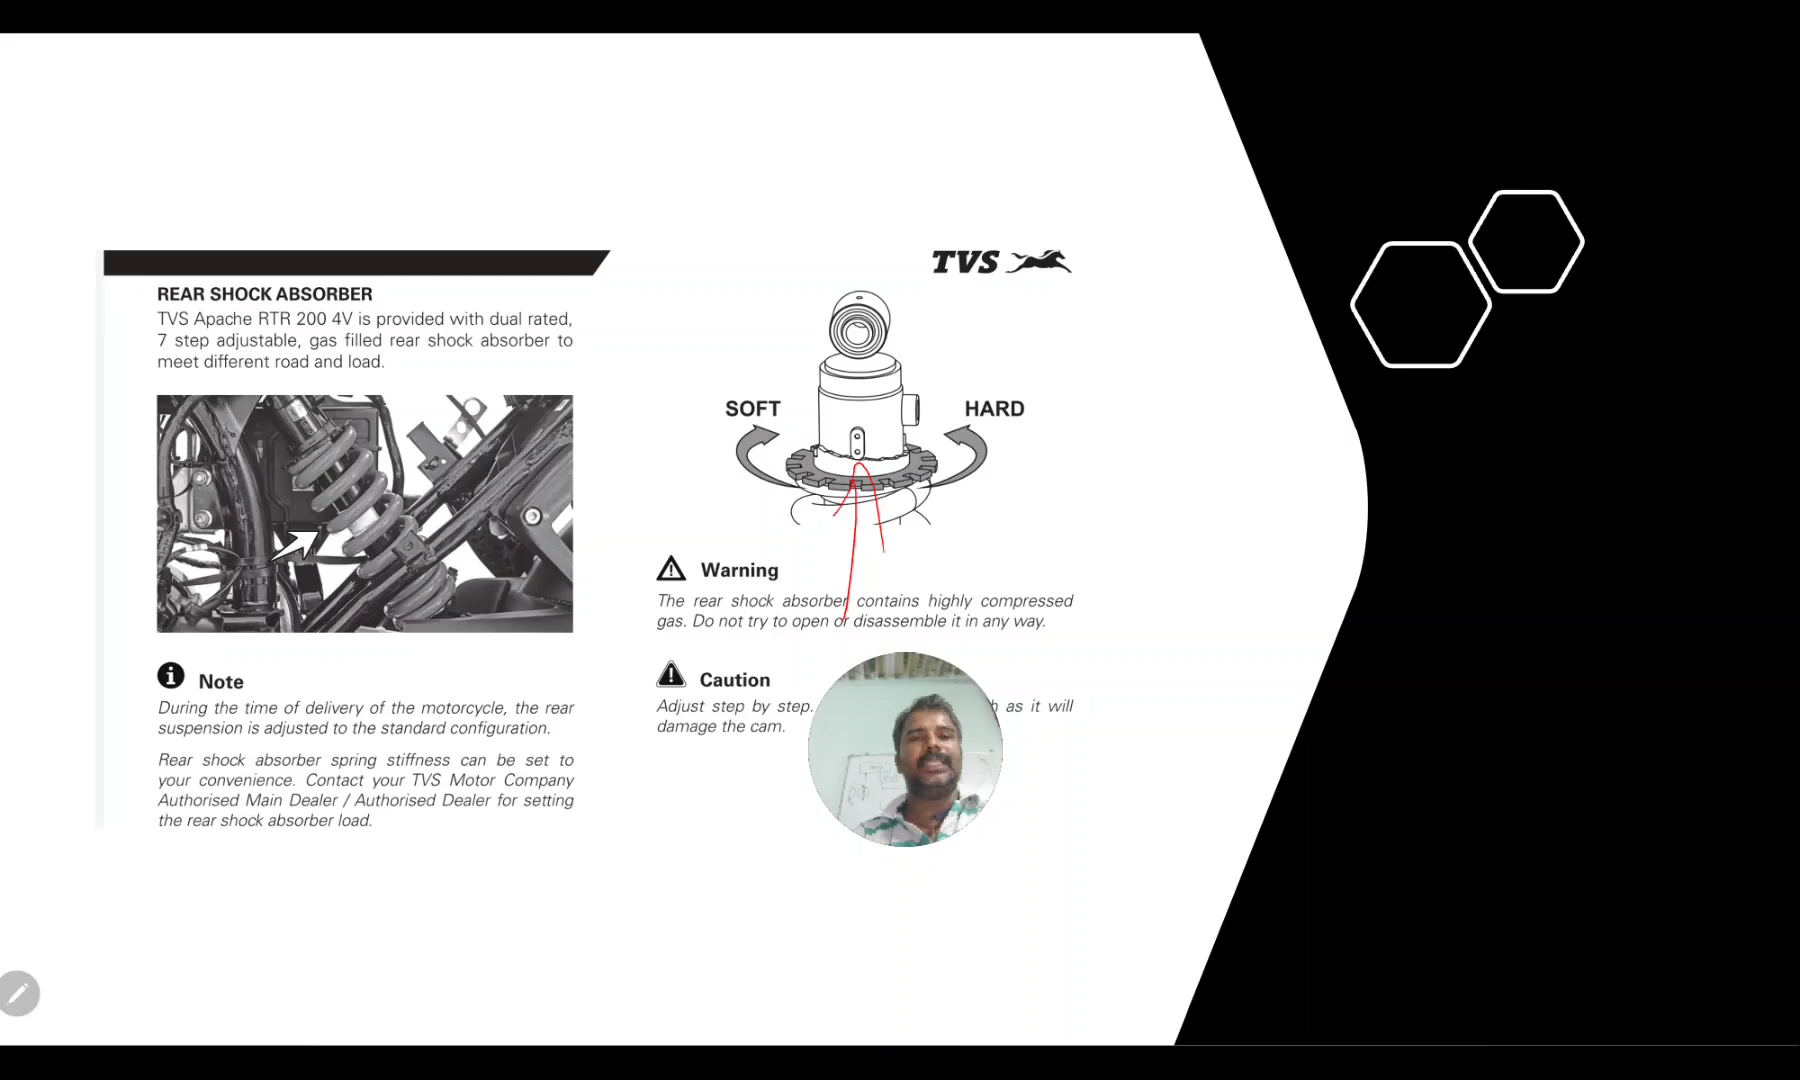 REAR SHOCK ABSORBER
TVS Apache RTR 200 4V is provided with dual rated,
7 step adjustable, gas filled rear shock absorber to
meet different road and load.
Note
During the time of delivery of the motorcycle, the rear
suspension is adjusted to the standard configuration.
Rear shock absorber spring stiffness can be set to
your convenience. Contact your TVS Motor Company
Authorised Main Dealer / Authorised Dealer for setting
the rear shock absorber load.
TVS
SOFT HARD
Warning
The rear shock absorber contains highly compressed
gas. Do not try to open or disassemble it in any way.
Caution
Adjust step by step. as it will
damage the cam.